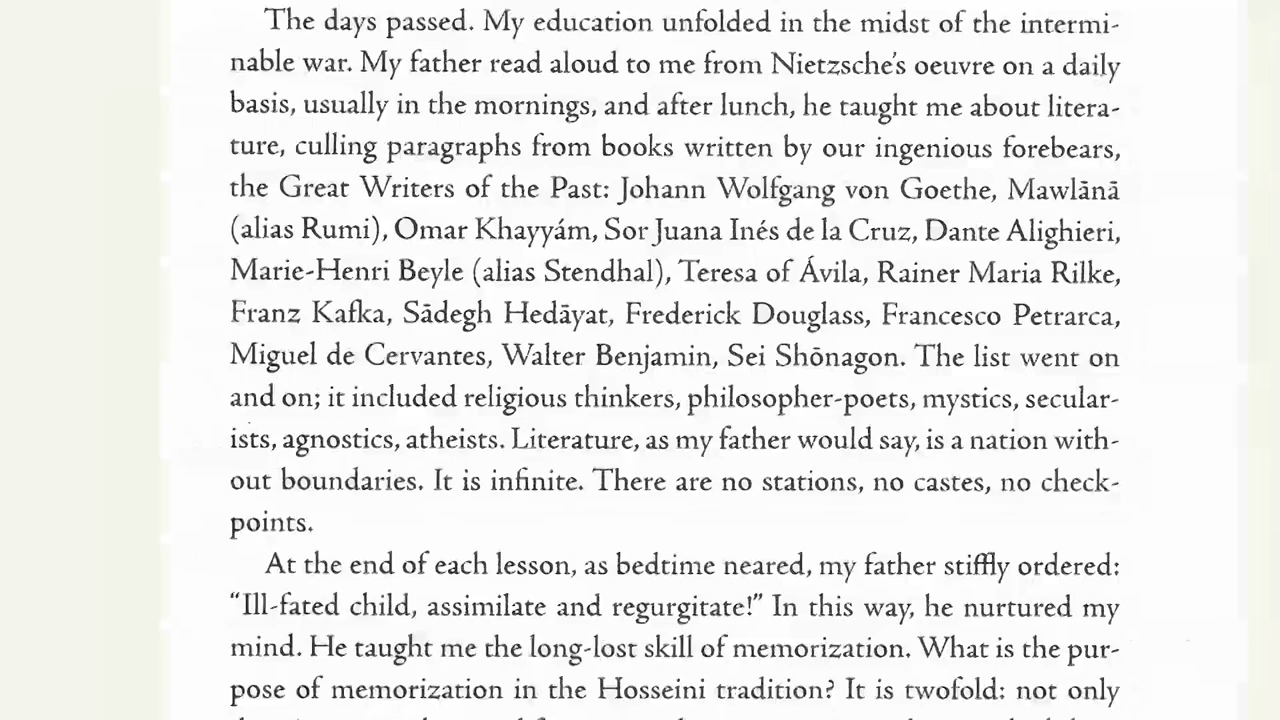 The days passed. My education unfolded in the midst of the intermi-
nable war. My father read aloud to me from Nietzsche's oeuvre on a daily
basis, usually in the mornings, and after lunch, he taught me about litera-
ture, culling paragraphs from books written by our ingenious forebears,
the Great Writers of the Past: Johann Wolfgang von Goethe, Mawlānā
(alias Rumi), Omar Khayyám, Sor Juana Inés de la Cruz, Dante Alighieri,
Marie-Henri Beyle (alias Stendhal), Teresa of Ávila, Rainer Maria Rilke,
Franz Kafka, Sādegh Hedāyat, Frederick Douglass, Francesco Petrarca,
Miguel de Cervantes, Walter Benjamin, Sei Shōnagon. The list went on
and on; it included religious thinkers, philosopher-poets, mystics, secular-
ists, agnostics, atheists. Literature, as my father would say, is a nation with-
out boundaries. It is infinite. There are no stations, no castes, no check-
points.
At the end of each lesson, as bedtime neared, my father stiffly ordered:
“Ill-fated child, assimilate and regurgitate!” In this way, he nurtured my
mind. He taught me the long-lost skill of memorization. What is the pur-
pose of memorization in the Hosseini tradition? It is twofold: not only